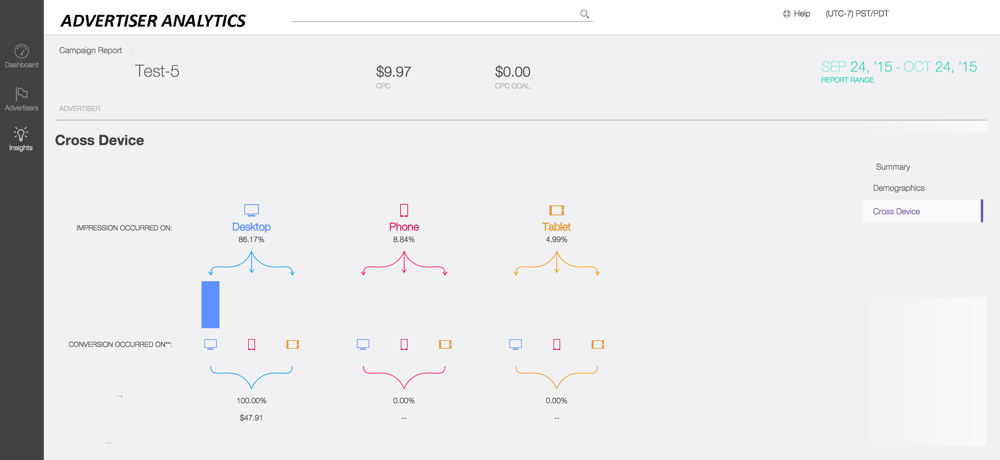 ADVERTISER ANALYTICS
Help
(UTC-7) PST/PDT
Dashboard
Advertisers
Insights
Campaign Report
Test-5
$9.97
CPC
$0.00
CPC GOAL
SEP 24, '15 - OCT 24, '15
REPORT RANGE
ADVERTISER
Cross Device
Summary
Demographics
Cross Device
IMPRESSION OCCURRED ON:
Desktop
86.17%
Phone
8.84%
Tablet
4.99%
CONVERSION OCCURRED ON**:
100.00%
0.00%
0.00%
$47.91
--
--